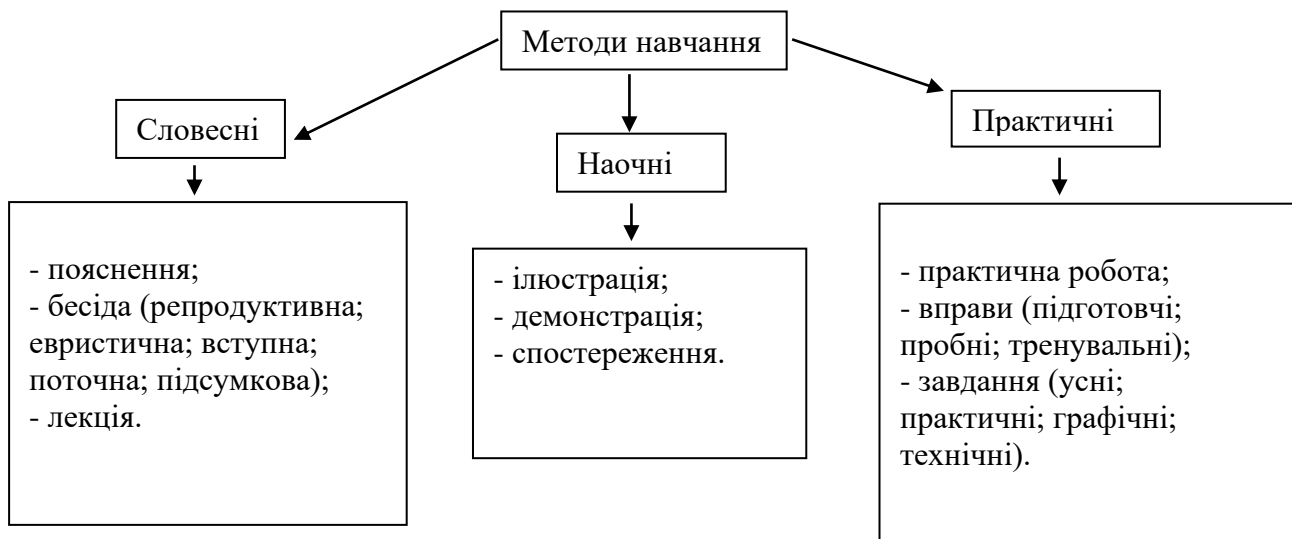 Методи навчання
Словесні
- пояснення;
- бесіда (репродуктивна;
евристична; вступна;
поточна; підсумкова);
- лекція.
Наочні
- ілюстрація;
- демонстрація;
- спостереження.
Практичні
- практична робота;
- вправи (підготовчі;
пробні; тренувальні);
- завдання (усні;
практичні; графічні;
технічні).